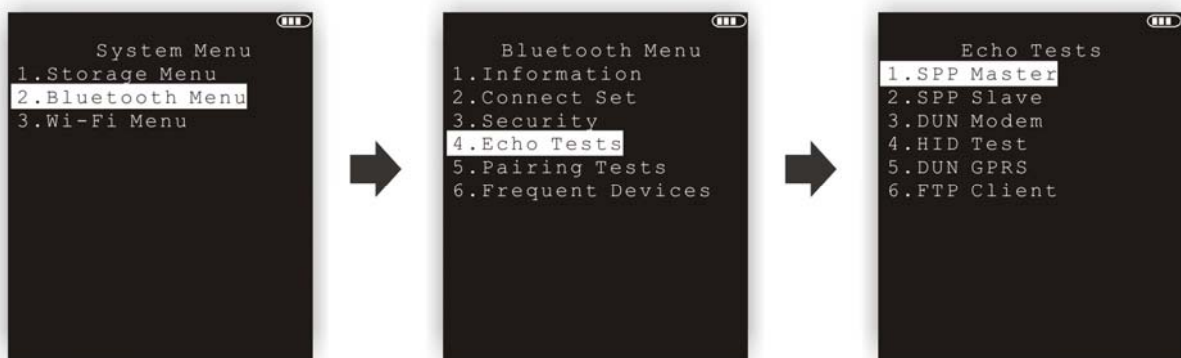 System Menu
1.Storage Menu
2.Bluetooth Menu
3.Wi-Fi Menu
Bluetooth Menu
1.Information
2.Connect Set
3.Security
4.Echo Tests
5.Pairing Tests
6.Frequent Devices
Echo Tests
1.SPP Master
2.SPP Slave
3.DUN Modem
4.HID Test
5.DUN GPRS
6.FTP Client